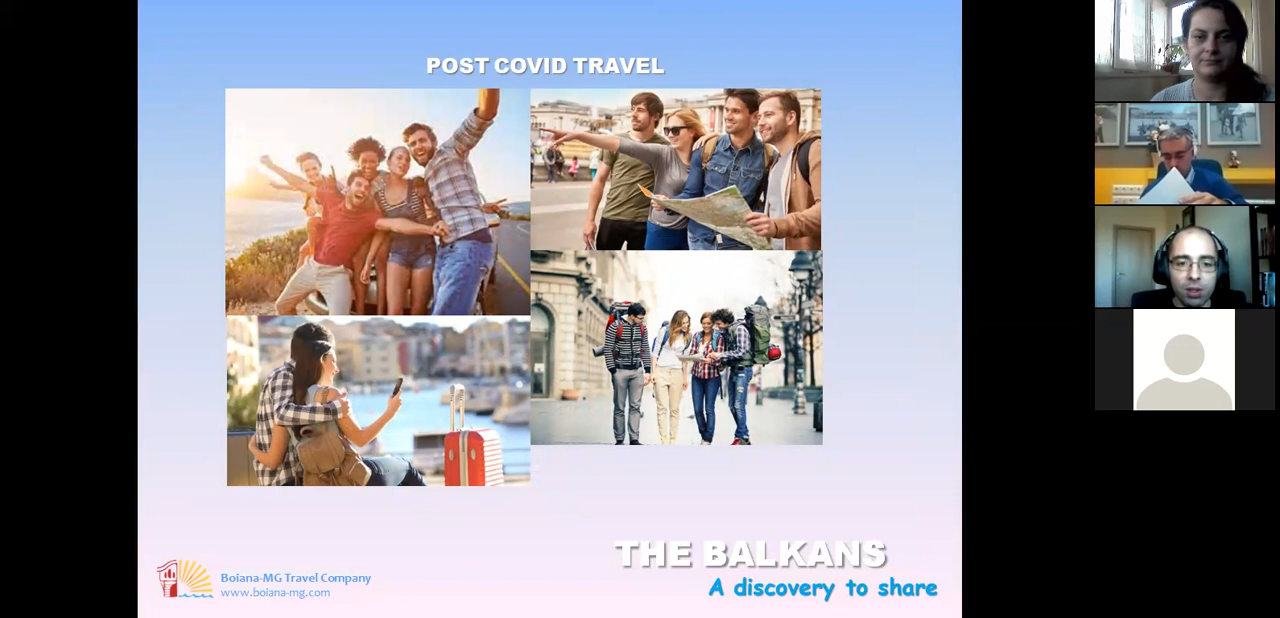 POST COVID TRAVEL
THE BALKANS
A discovery to share
Boiana-MG Travel Company
www.boiana-mg.com